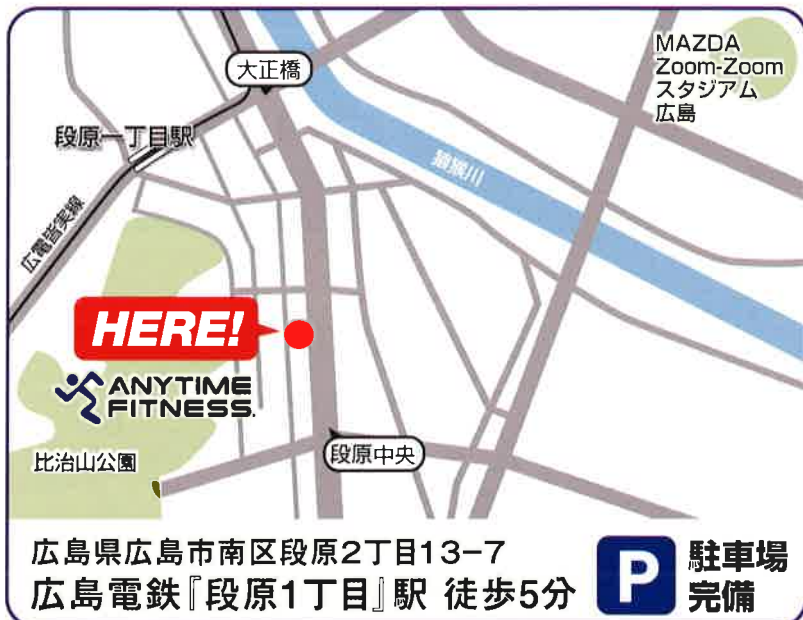 大正橋
MAZDA
Zoom-Zoom
スタジアム
広島
段原一丁目駅
猿猴川
広電皆実線
HERE!
ANYTIME
FITNESS.
比治山公園
段原中央
広島県広島市南区段原2丁目13-7
広島電鉄『段原1丁目』駅 徒歩5分
P 駐車場
完備